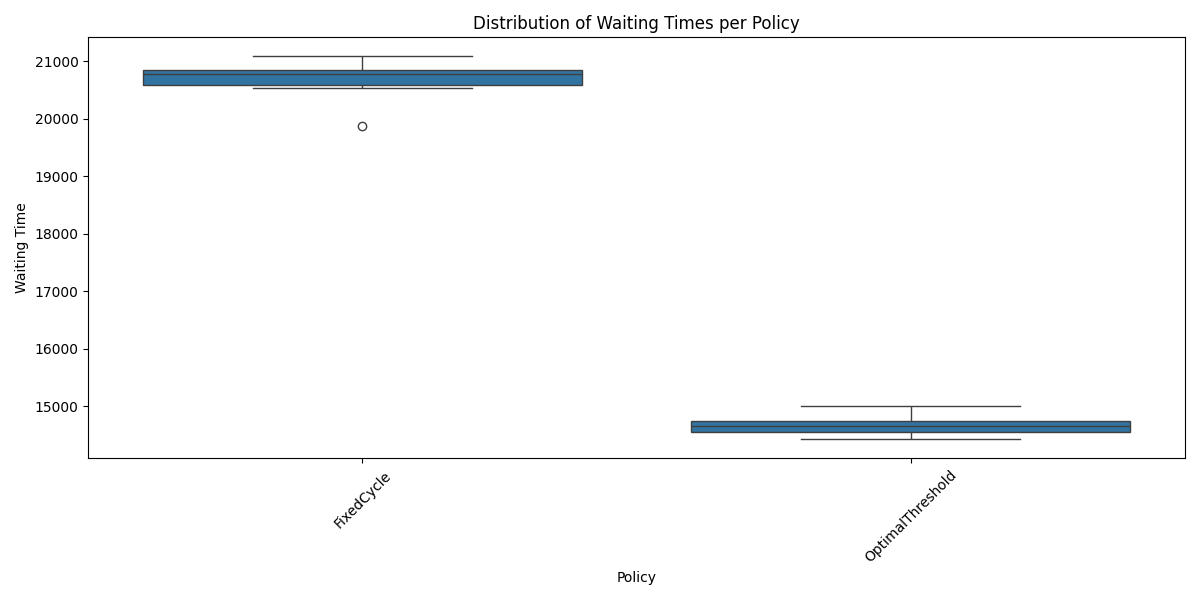 Distribution of Waiting Times per Policy
Waiting Time
21000
20000
19000
18000
17000
16000
15000
FixedCycle
OptimalThreshold
Policy